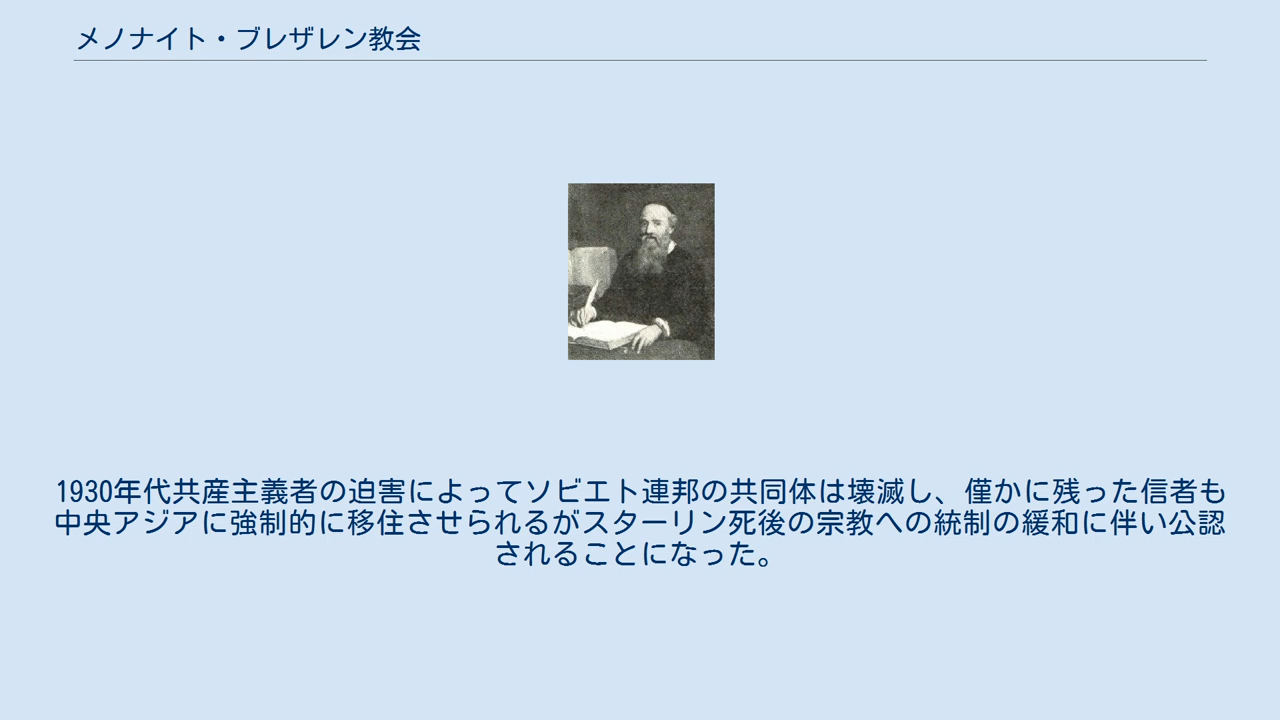 メノナイト・ブレザレン教会
1930年代共産主義者の迫害によってソビエト連邦の共同体は壊滅し、僅かに残った信者も
中央アジアに強制的に移住させられるがスターリン死後の宗教への統制の緩和に伴い公認
されることになった。